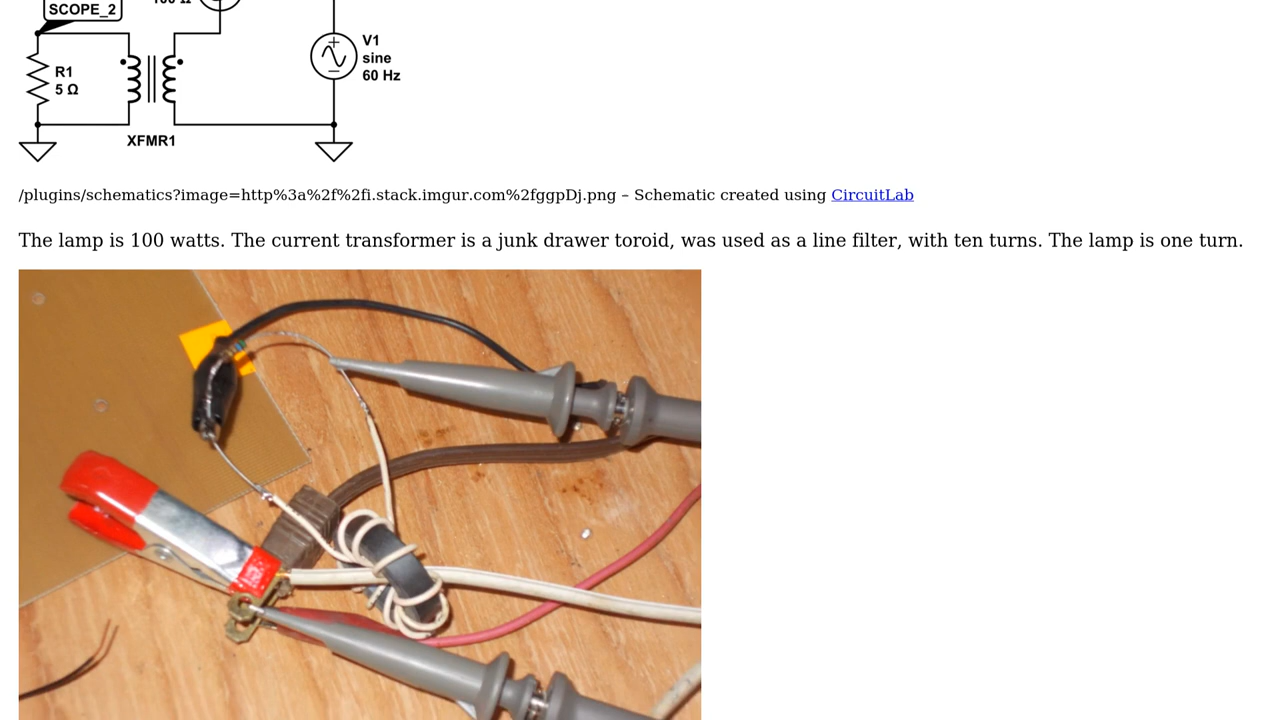 SCOPE_2
R1
5 Ω
V1
sine
60 Hz
XFMR1
/plugins/schematics?image=http%3a%2f%2fi.stack.imgur.com%2fggpDj.png – Schematic created using CircuitLab
The lamp is 100 watts. The current transformer is a junk drawer toroid, was used as a line filter, with ten turns. The lamp is one turn.